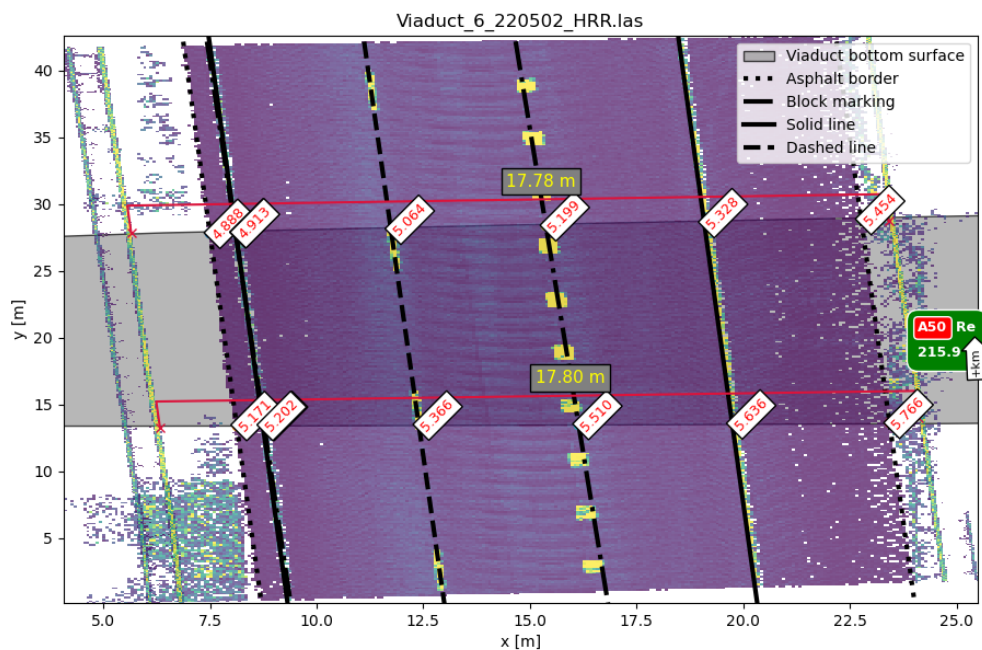 Viaduct_6_220502_HRR.las
y [m]
40
35
30
25
20
15
10
5
Viaduct bottom surface
Asphalt border
Block marking
Solid line
Dashed line
17.78 m
4.888
4.913
5.064
5.199
5.328
5.454
A50 Re
215.9
+km
17.80 m
5.171
5.202
5.366
5.510
5.636
5.766
5.0 7.5 10.0 12.5 15.0 17.5 20.0 22.5 25.0
x [m]